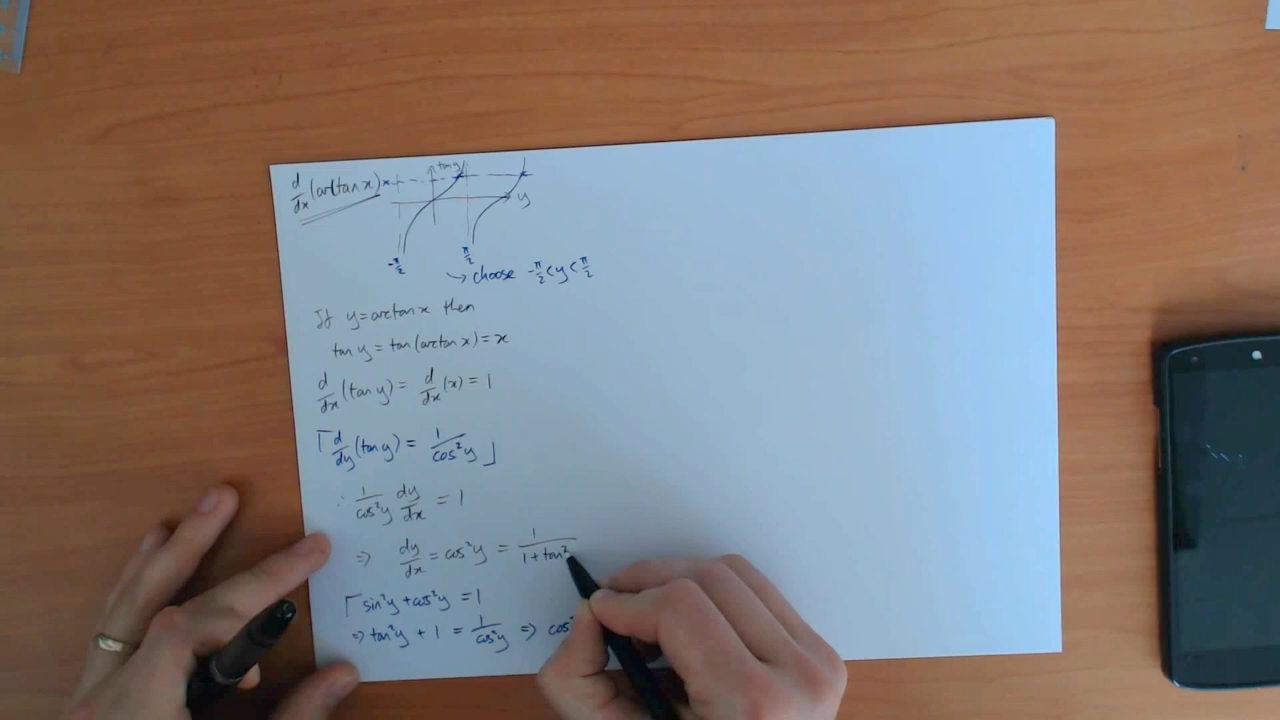 d/dx (arctan x)
x
tan y
y
-π/2
π/2
→ choose -π/2 < y < π/2
If y = arctan x then
tan y = tan(arctan x) = x
d/dx (tan y) = d/dx (x) = 1
⌈ d/dy (tan y) = 1/cos²y ⌋
∴ 1/cos²y dy/dx = 1
⇒ dy/dx = cos²y = 1/1 + tan²
⌈ sin²y + cos²y = 1
⇒ tan²y + 1 = 1/cos²y ⇒ cos²